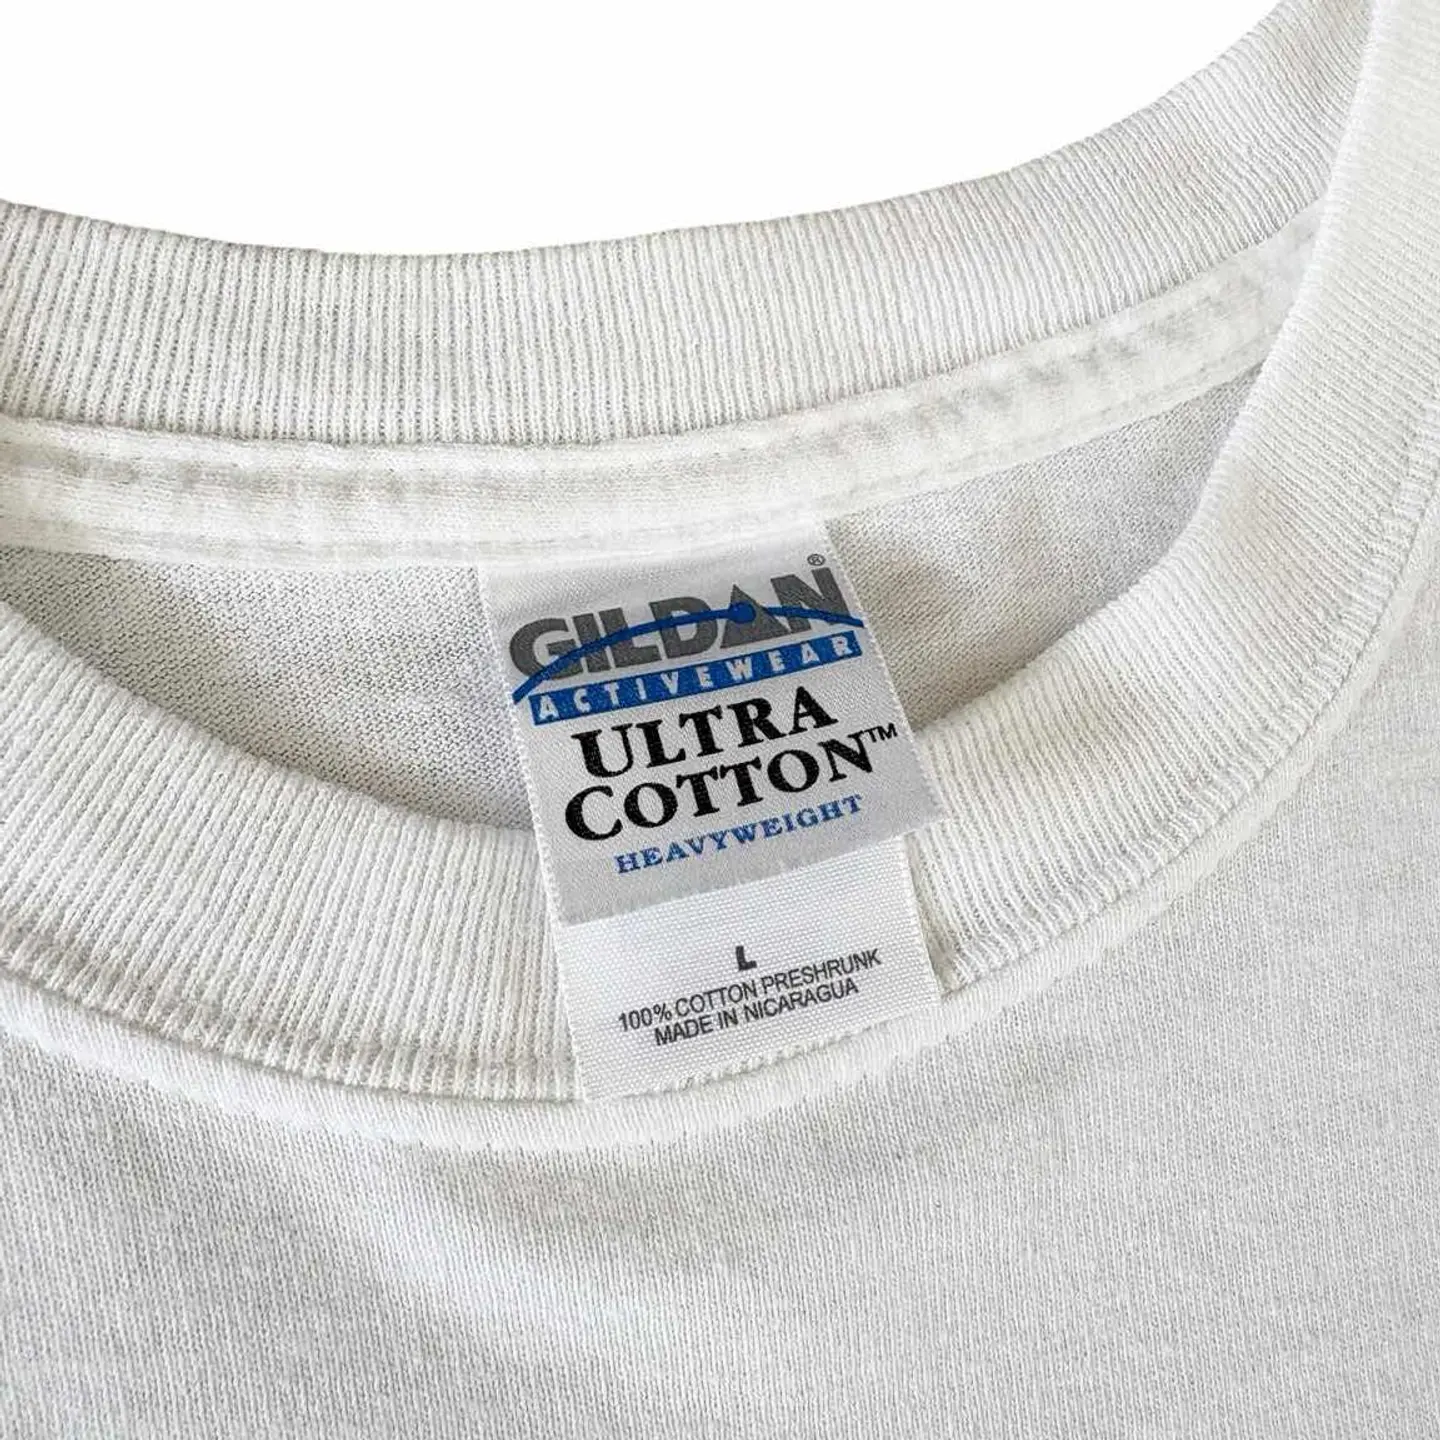 GILDAN®
ACTIVEWEAR
ULTRA
COTTON™
HEAVYWEIGHT
L
100% COTTON PRESHRUNK
MADE IN NICARAGUA